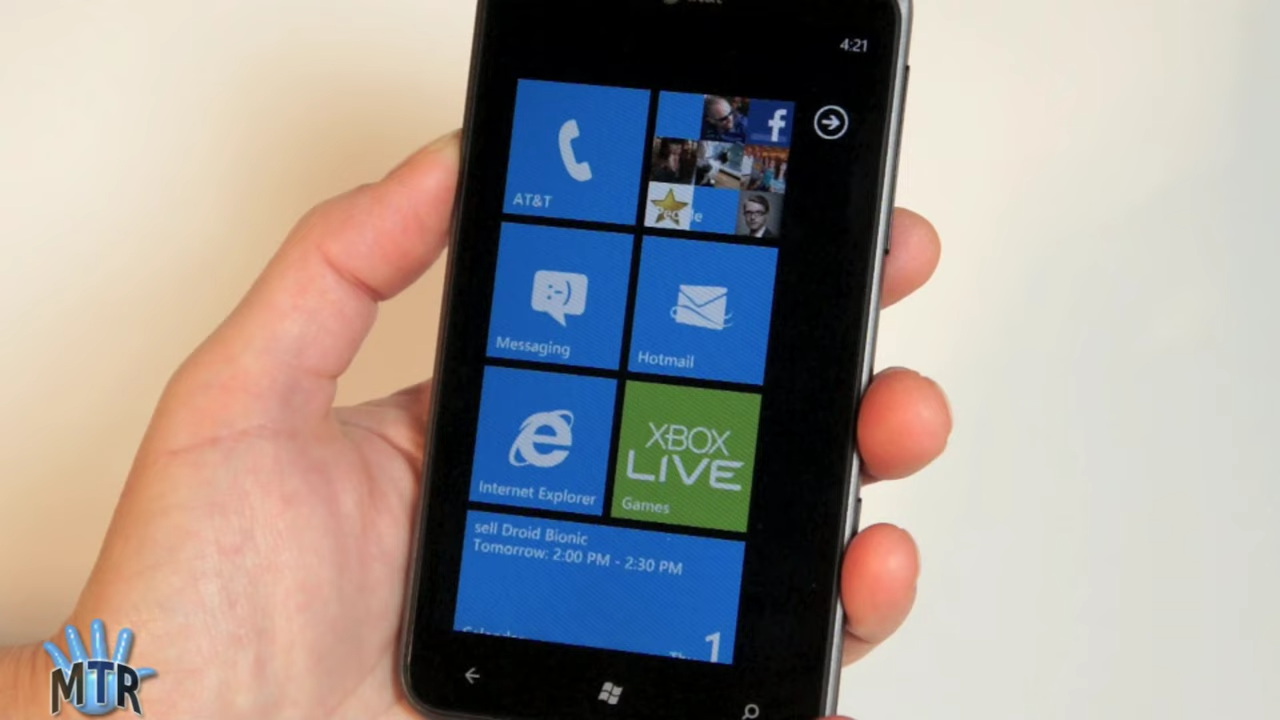 4:21
AT&T
f
Messaging
Hotmail
e
Internet Explorer
XBOX
LIVE
Games
sell Droid Bionic
Tomorrow: 2:00 PM - 2:30 PM
Calendar
1
MTR